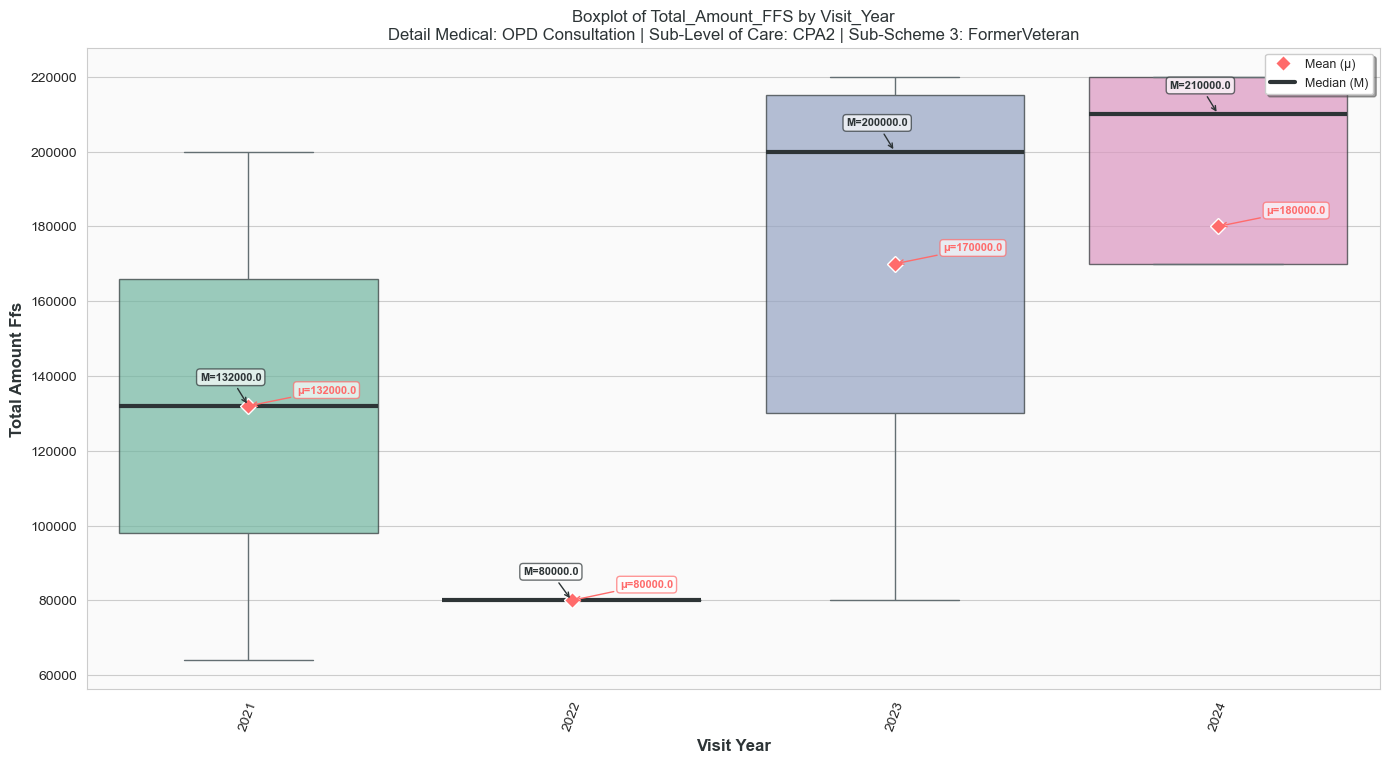 Boxplot of Total_Amount_FFS by Visit_Year
Detail Medical: OPD Consultation | Sub-Level of Care: CPA2 | Sub-Scheme 3: FormerVeteran
Mean (μ)
Median (M)
220000
200000
180000
160000
140000
120000
100000
80000
60000
Total Amount Ffs
M=132000.0
μ=132000.0
M=80000.0
μ=80000.0
M=200000.0
μ=170000.0
M=210000.0
μ=180000.0
2021
2022
2023
2024
Visit Year